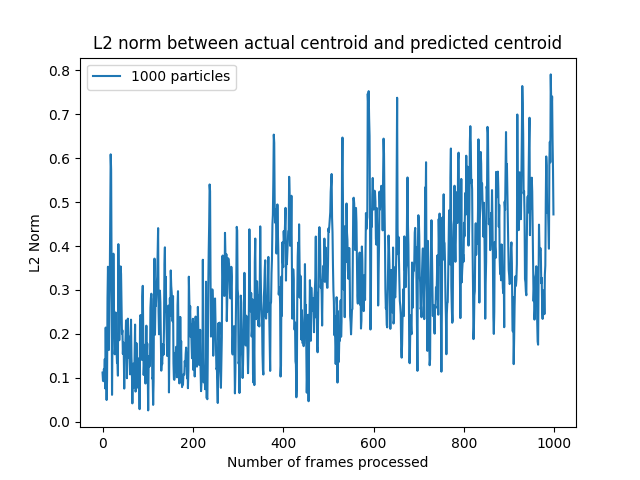 L2 norm between actual centroid and predicted centroid
1000 particles
0.8
0.7
0.6
0.5
0.4
0.3
0.2
0.1
0.0
L2 Norm
0 200 400 600 800 1000
Number of frames processed